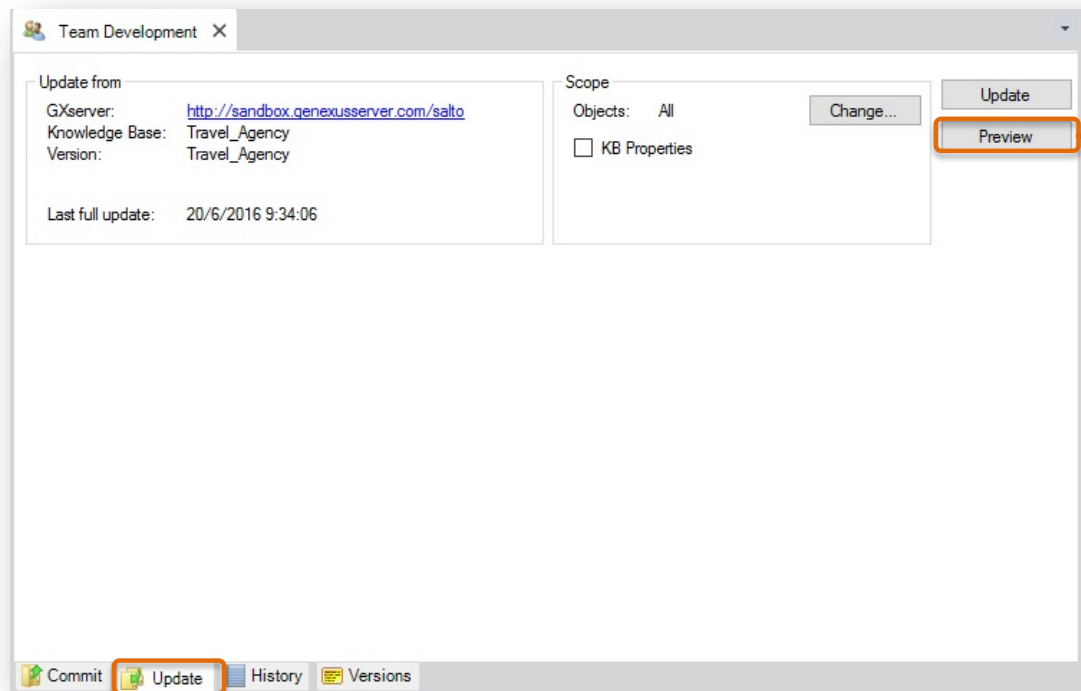 Team Development
Update from
GXserver: http://sandbox.genexusserver.com/salto
Knowledge Base: Travel_Agency
Version: Travel_Agency
Last full update: 20/6/2016 9:34:06
Scope
Objects: All
Change...
KB Properties
Update
Preview
Commit Update History Versions